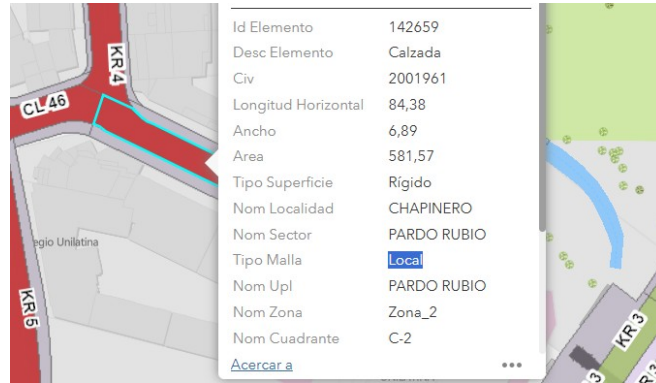 Id Elemento 142659
Desc Elemento Calzada
Civ 2001961
Longitud Horizontal 84,38
Ancho 6,89
Area 581,57
Tipo Superficie Rígido
Nom Localidad CHAPINERO
Nom Sector PARDO RUBIO
Tipo Malla Local
Nom Upl PARDO RUBIO
Nom Zona Zona_2
Nom Cuadrante C-2
Acercar a
KR 4
CL 46
egio Unilatina
KR 5
KR 3